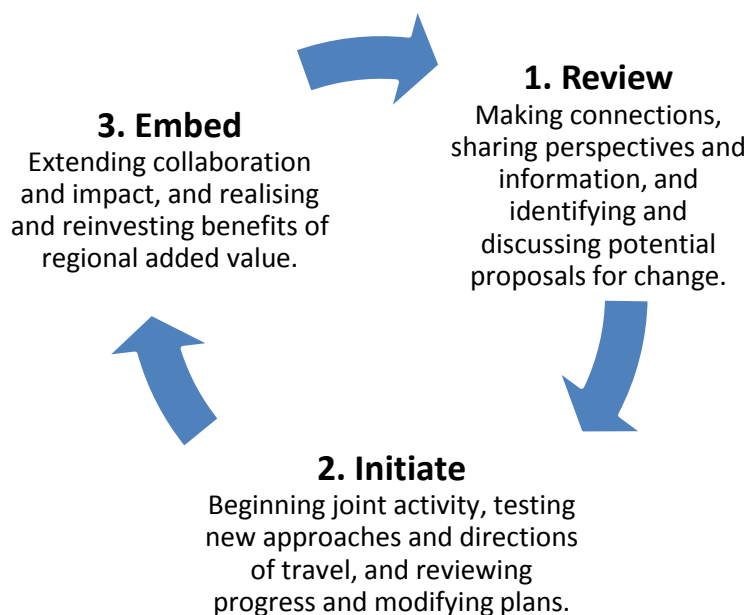 1. Review
Making connections,
sharing perspectives and
information, and
identifying and
discussing potential
proposals for change.
2. Initiate
Beginning joint activity, testing
new approaches and directions
of travel, and reviewing
progress and modifying plans.
3. Embed
Extending collaboration
and impact, and realising
and reinvesting benefits of
regional added value.